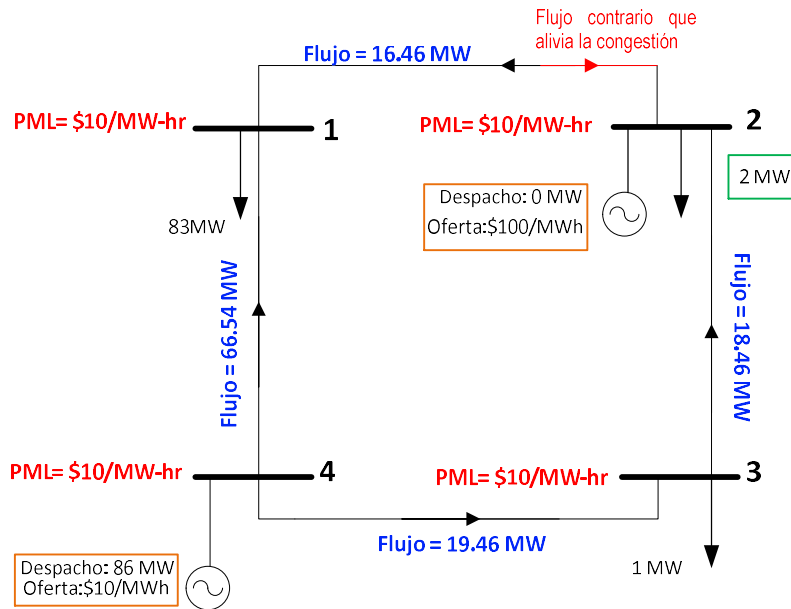 Flujo contrario que
alivia la congestión
Flujo = 16.46 MW
PML= $10/MW-hr
1
PML= $10/MW-hr
2
2 MW
Despacho: 0 MW
Oferta:$100/MWh
83MW
Flujo = 66.54 MW
Flujo = 18.46 MW
PML= $10/MW-hr
4
PML= $10/MW-hr
3
Flujo = 19.46 MW
Despacho: 86 MW
Oferta:$10/MWh
1 MW